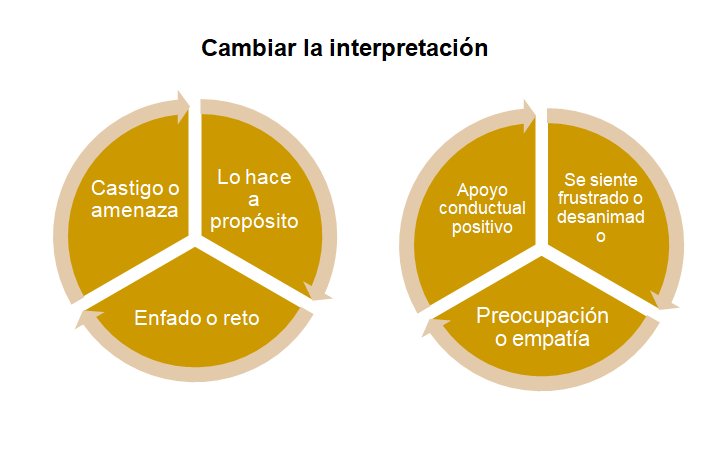 Cambiar la interpretación
Castigo o
amenaza
Lo hace
a
propósito
Enfado o reto
Apoyo
conductual
positivo
Se siente
frustrado o
desanimad
o
Preocupación
o empatía